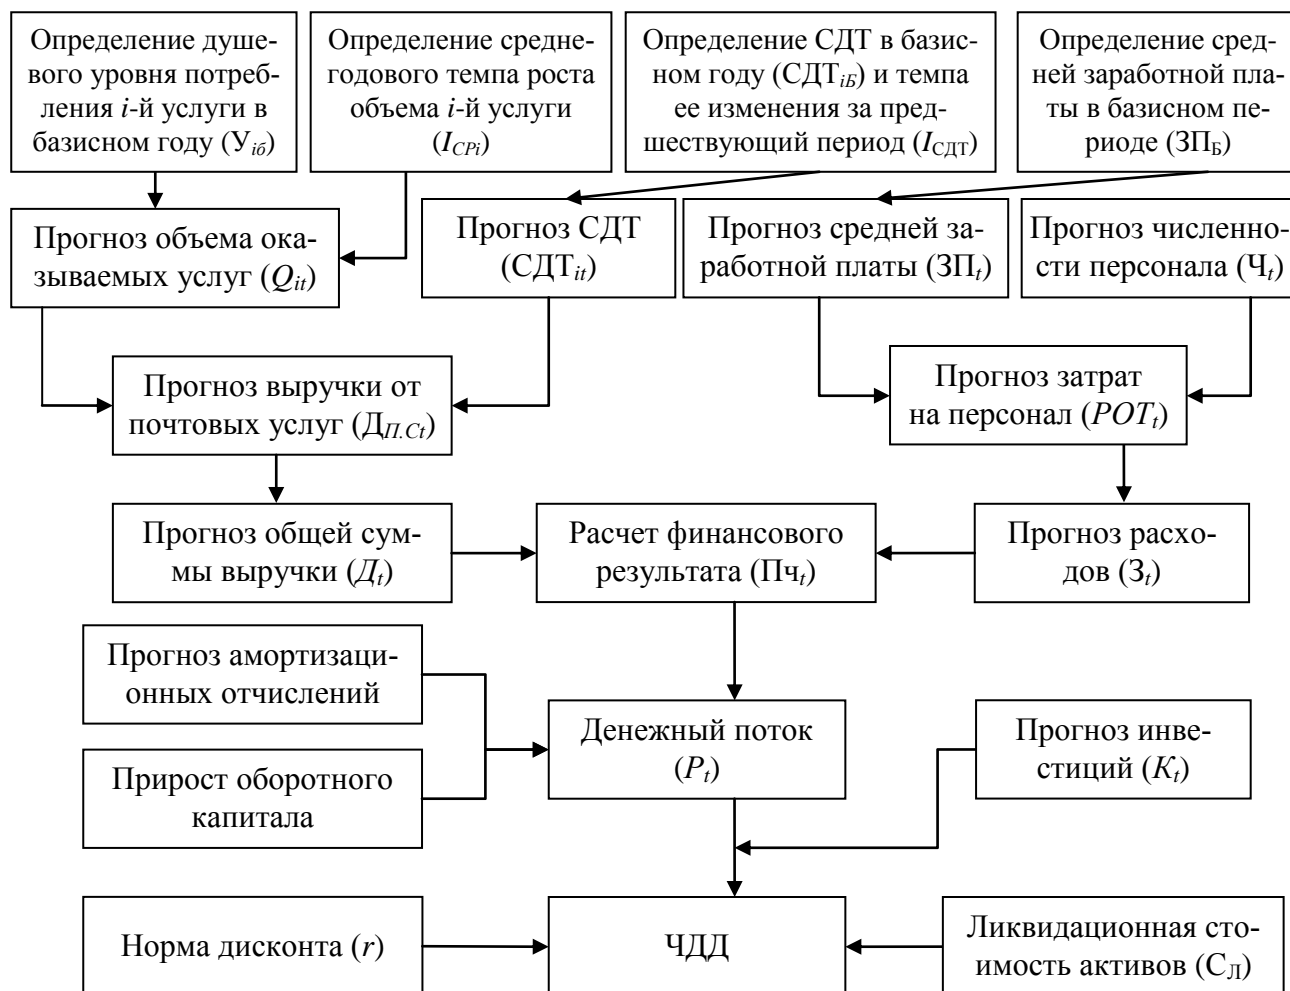 Определение душе-
вого уровня потреб-
ления i-й услуги в
базисном году (Уiб)
Определение средне-
годового темпа роста
объема i-й услуги
(IСРi)
Определение СДТ в базис-
ном году (СДТiБ) и темпа
ее изменения за пред-
шествующий период (IСДТ)
Определение сред-
ней заработной пла-
ты в базисном пе-
риоде (ЗПБ)
Прогноз объема ока-
зываемых услуг (Qit)
Прогноз СДТ
(СДТit)
Прогноз средней за-
работной платы (ЗПt)
Прогноз численно-
сти персонала (Чt)
Прогноз выручки от
почтовых услуг (ДП.Сt)
Прогноз затрат
на персонал (РОТt)
Прогноз общей сум-
мы выручки (Дt)
Расчет финансового
результата (Пчt)
Прогноз расхо-
дов (Зt)
Прогноз амортизаци-
онных отчислений
Прирост оборотного
капитала
Денежный поток
(Pt)
Прогноз инве-
стиций (Кt)
Норма дисконта (r)
ЧДД
Ликвидационная сто-
имость активов (СЛ)